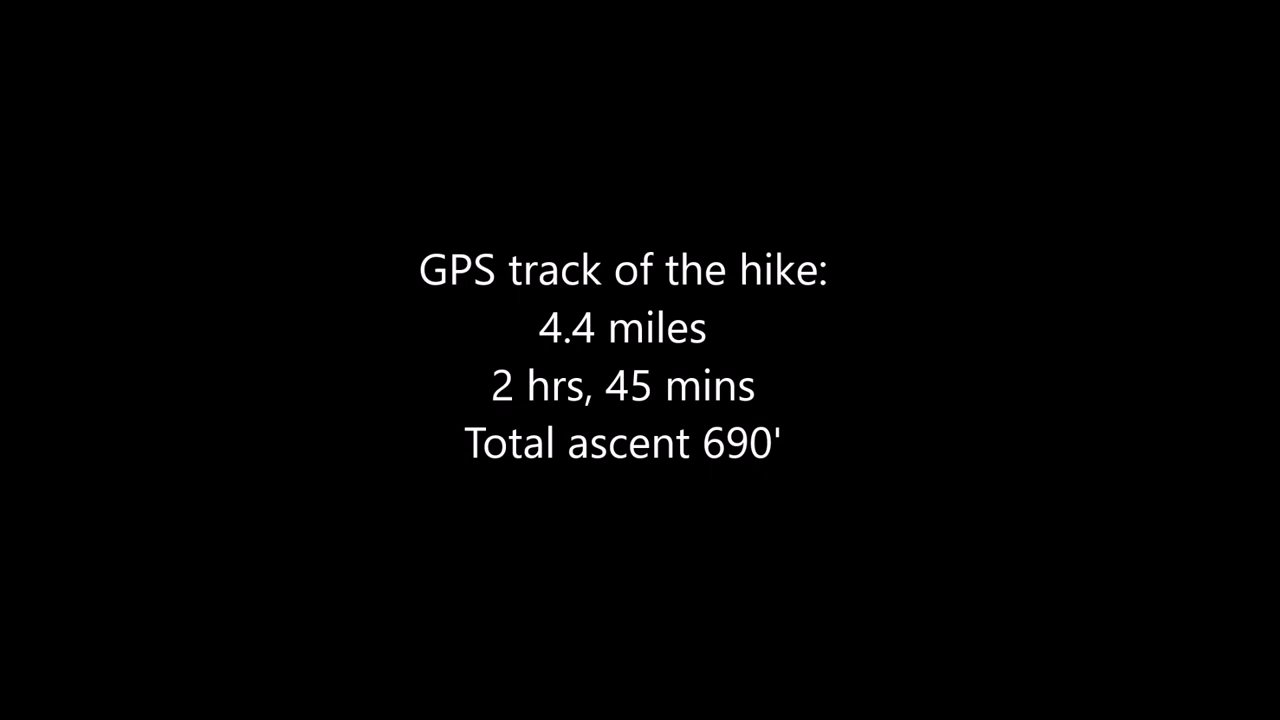 GPS track of the hike:
4.4 miles
2 hrs, 45 mins
Total ascent 690'